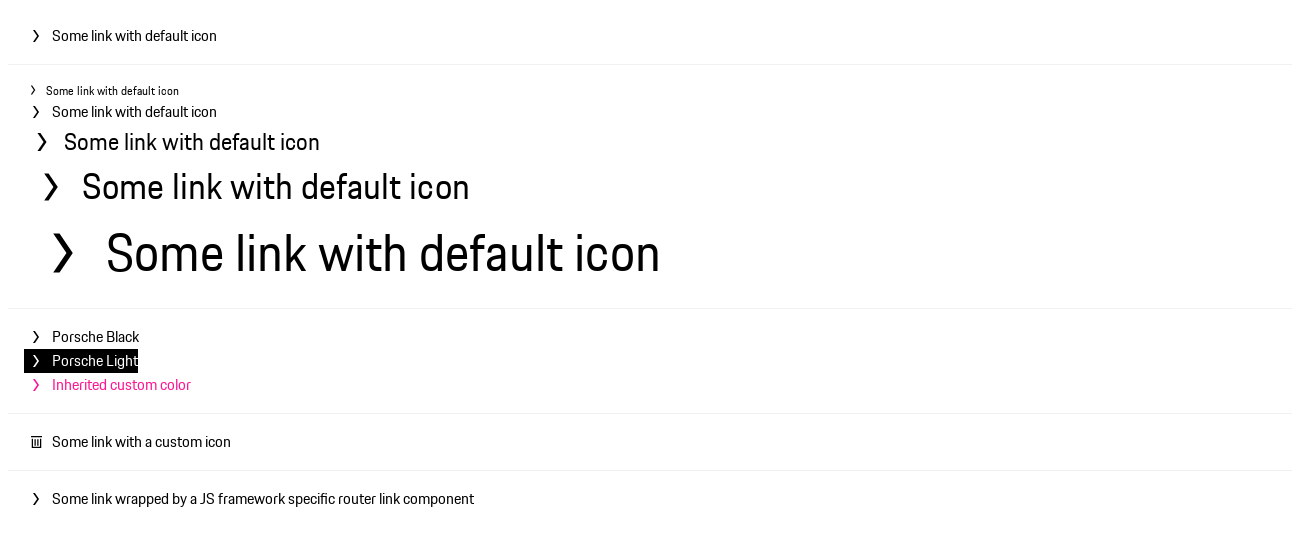 Some link with default icon
Some link with default icon
Some link with default icon
Some link with default icon
Some link with default icon
Some link with default icon
Porsche Black
Porsche Light
Inherited custom color
Some link with a custom icon
Some link wrapped by a JS framework specific router link component